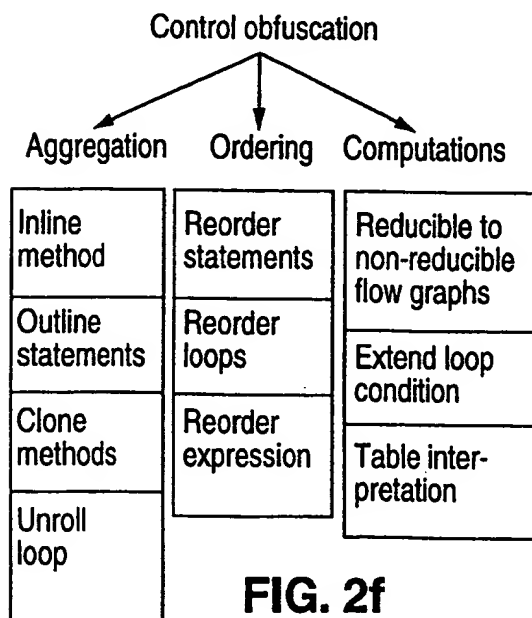 Control obfuscation
Aggregation
Ordering
Computations
Inline
method
Outline
statements
Clone
methods
Unroll
loop
Reorder
statements
Reorder
loops
Reorder
expression
Reducible to
non-reducible
flow graphs
Extend loop
condition
Table inter-
pretation
FIG. 2f